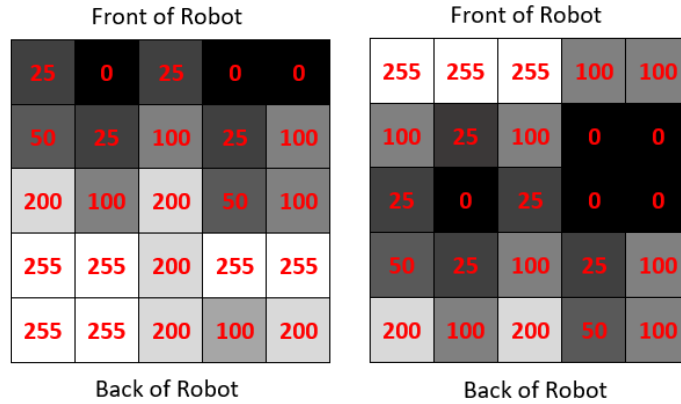 Front of Robot
25 0 25 0 0
50 25 100 25 100
200 100 200 50 100
255 255 200 255 255
255 255 200 100 200
Back of Robot
Front of Robot
255 255 255 100 100
100 25 100 0 0
25 0 25 0 0
50 25 100 25 100
200 100 200 50 100
Back of Robot